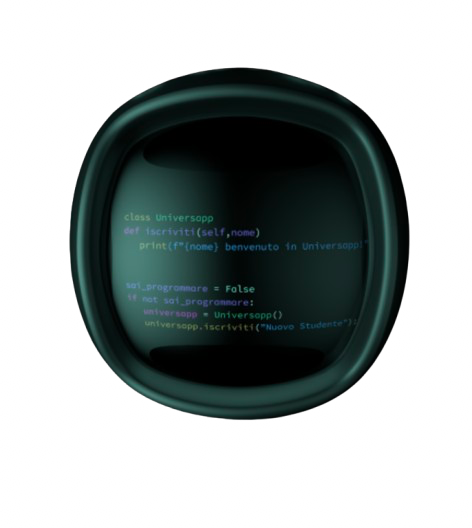 class Universapp
def iscriviti(self,nome)
print(f"{nome} benvenuto in Universapp!"
sai_programmare = False
if not sai_programmare:
universapp = Universapp()
universapp.iscriviti("Nuovo Studente");